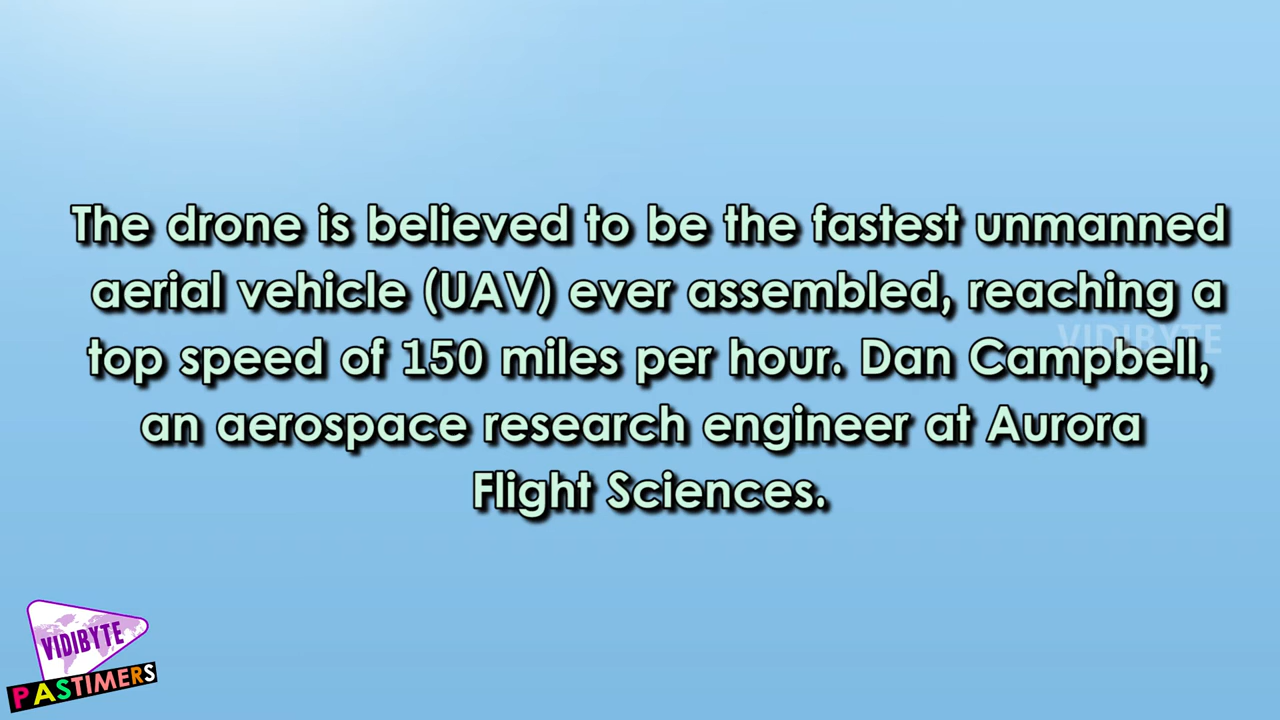 The drone is believed to be the fastest unmanned
aerial vehicle (UAV) ever assembled, reaching a
top speed of 150 miles per hour. Dan Campbell,
an aerospace research engineer at Aurora
Flight Sciences.
VIDIBYTE
VIDIBYTE
PASTIMERS